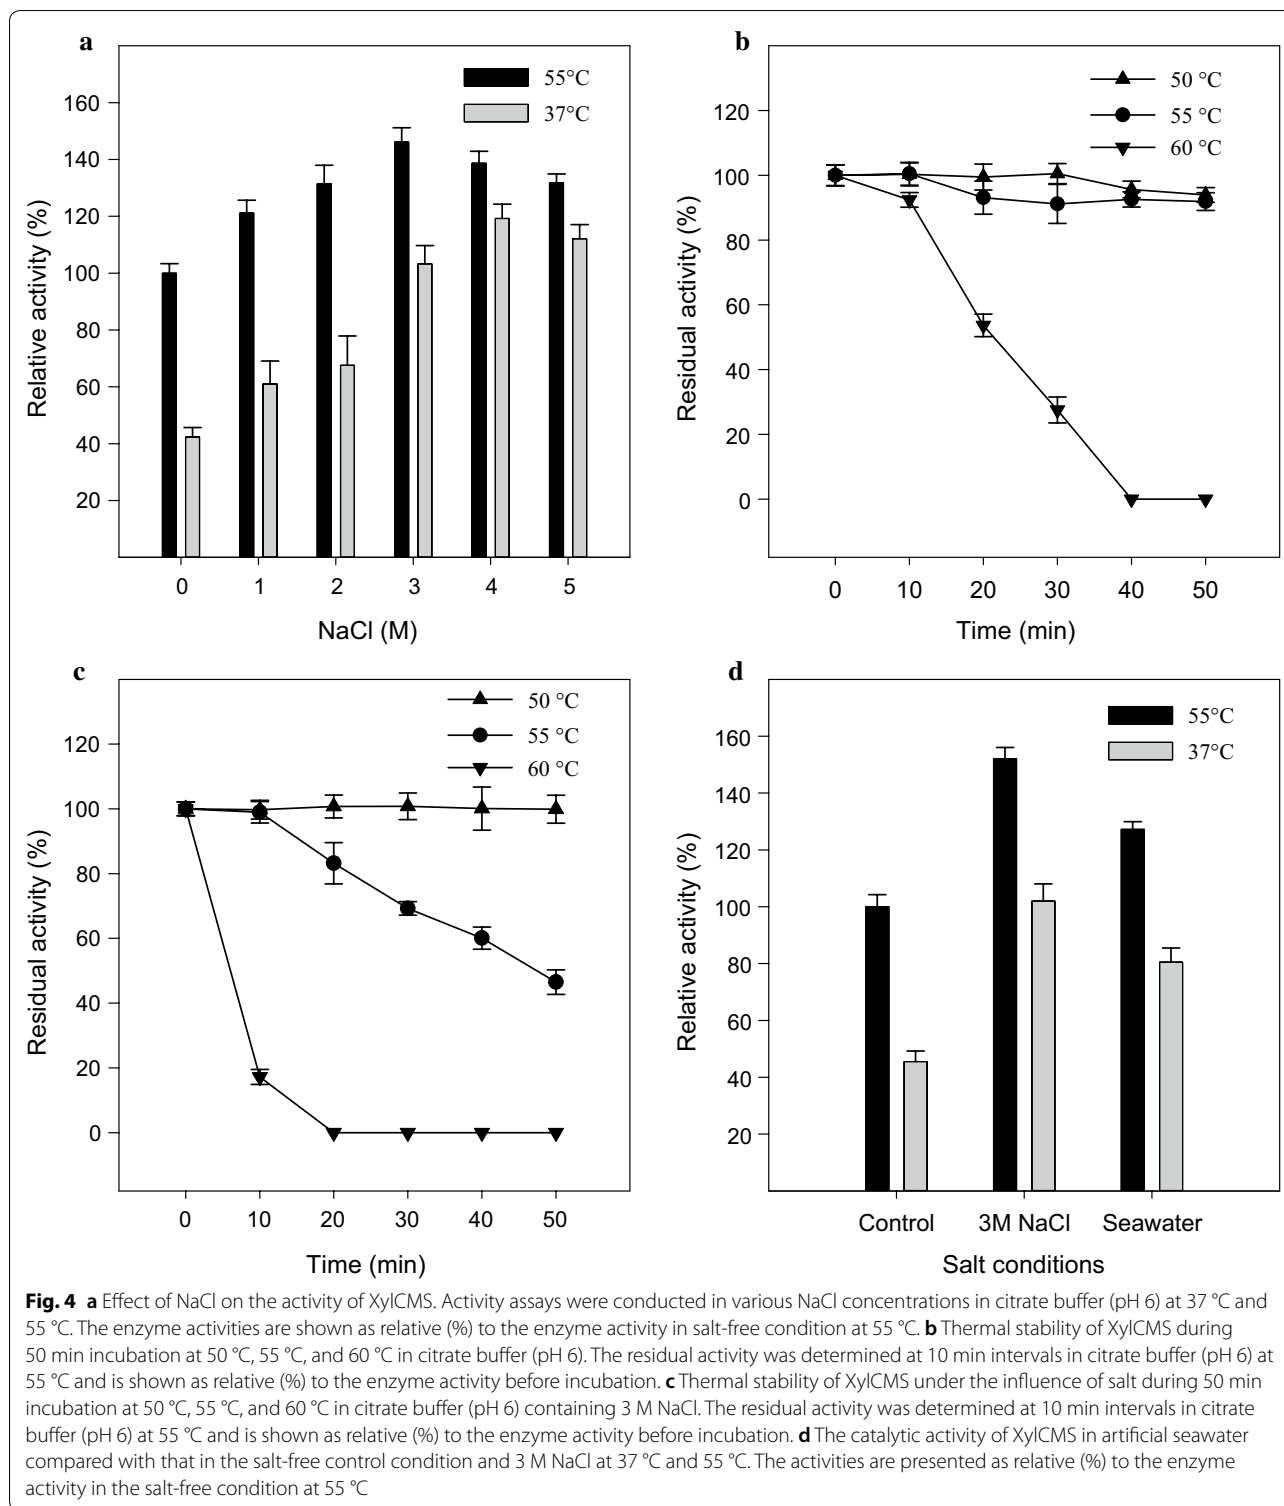 a
160
140
120
100
80
60
40
20
0 1 2 3 4 5
Relative activity (%)
NaCl (M)
55°C
37°C
b
120
100
80
60
40
20
0
0 10 20 30 40 50
Residual activity (%)
Time (min)
50 °C
55 °C
60 °C
c
120
100
80
60
40
20
0
0 10 20 30 40 50
Residual activity (%)
Time (min)
50 °C
55 °C
60 °C
d
160
140
120
100
80
60
40
20
Control 3M NaCl Seawater
Relative activity (%)
Salt conditions
55°C
37°C
Fig. 4 a Effect of NaCl on the activity of XylCMS. Activity assays were conducted in various NaCl concentrations in citrate buffer (pH 6) at 37 °C and
55 °C. The enzyme activities are shown as relative (%) to the enzyme activity in salt-free condition at 55 °C. b Thermal stability of XylCMS during
50 min incubation at 50 °C, 55 °C, and 60 °C in citrate buffer (pH 6). The residual activity was determined at 10 min intervals in citrate buffer (pH 6) at
55 °C and is shown as relative (%) to the enzyme activity before incubation. c Thermal stability of XylCMS under the influence of salt during 50 min
incubation at 50 °C, 55 °C, and 60 °C in citrate buffer (pH 6) containing 3 M NaCl. The residual activity was determined at 10 min intervals in citrate
buffer (pH 6) at 55 °C and is shown as relative (%) to the enzyme activity before incubation. d The catalytic activity of XylCMS in artificial seawater
compared with that in the salt-free control condition and 3 M NaCl at 37 °C and 55 °C. The activities are presented as relative (%) to the enzyme
activity in the salt-free condition at 55 °C